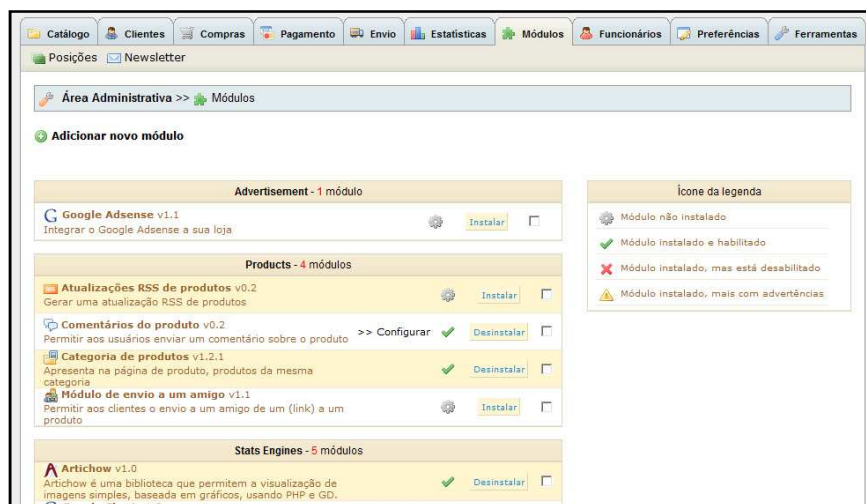 Catálogo Clientes Compras Pagamento Envio Estatísticas Módulos Funcionários Preferências Ferramentas
Posições Newsletter
Área Administrativa >> Módulos
Adicionar novo módulo
Advertisement - 1 módulo
Google Adsense v1.1
Integrar o Google Adsense a sua loja
Instalar
Products - 4 módulos
Atualizações RSS de produtos v0.2
Gerar uma atualização RSS de produtos
Instalar
Comentários do produto v0.2
Permitir aos usuários enviar um comentário sobre o produto
>> Configurar
Desinstalar
Categoria de produtos v1.2.1
Apresenta na página de produto, produtos da mesma
categoria
Desinstalar
Módulo de envio a um amigo v1.1
Permitir aos clientes o envio a um amigo de um (link) a um
produto
Instalar
Stats Engines - 5 módulos
Artichow v1.0
Artichow é uma biblioteca que permitem a visualização de
imagens simples, baseada em gráficos, usando PHP e GD.
Desinstalar
Ícone da legenda
Módulo não instalado
Módulo instalado e habilitado
Módulo instalado, mas está desabilitado
Módulo instalado, mais com advertências